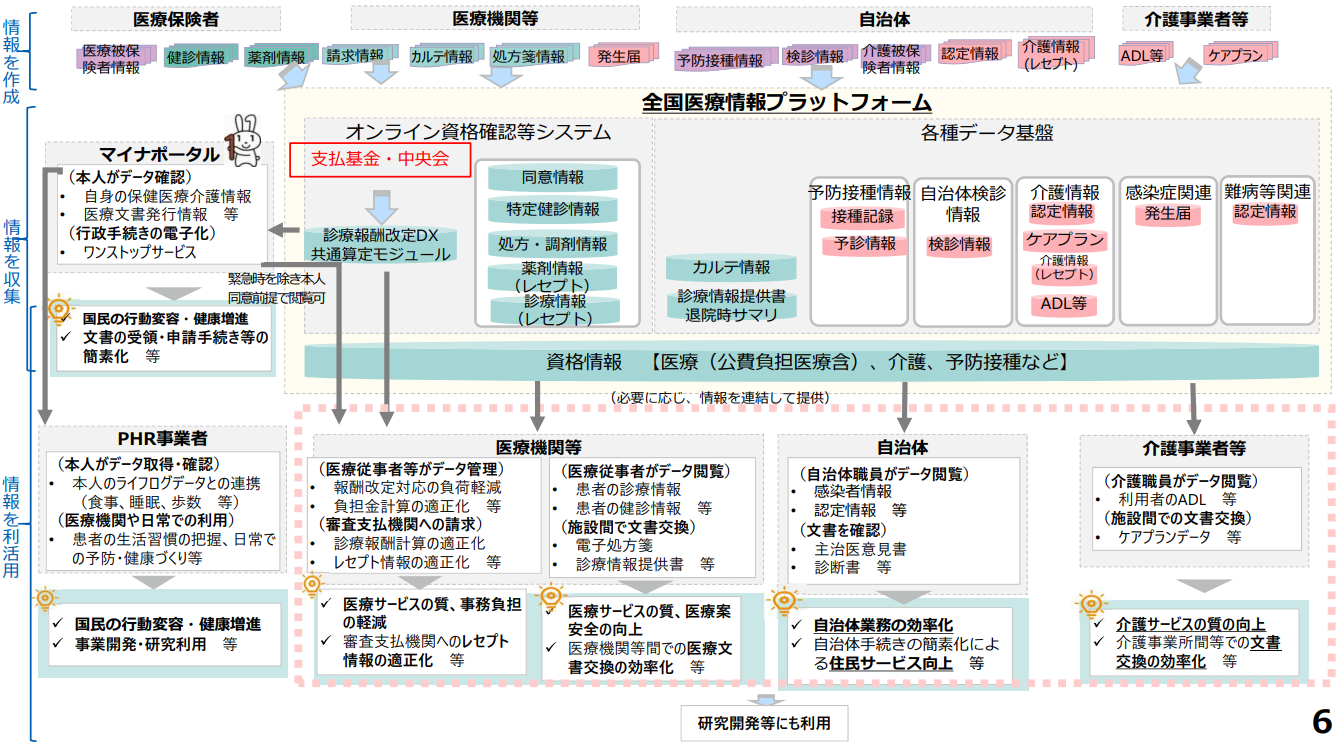 医療保険者
医療機関等
自治体
介護事業者等
情報を作成
医療被保
険者情報
健診情報
薬剤情報
請求情報
カルテ情報
処方箋情報
発生届
予防接種情報
検診情報
介護被保
険者情報
認定情報
介護情報
(レセプト)
ADL等
ケアプラン
全国医療情報プラットフォーム
情報を収集
マイナポータル
（本人がデータ確認）
• 自身の保健医療介護情報
• 医療文書発行情報　等
（行政手続きの電子化）
• ワンストップサービス
国民の行動変容・健康増進
✓ 文書の受領・申請手続き等の
簡素化　等
オンライン資格確認等システム
支払基金・中央会
診療報酬改定DX
共通算定モジュール
緊急時を除き本人
同意前提で閲覧可
同意情報
特定健診情報
処方・調剤情報
薬剤情報
（レセプト）
診療情報
（レセプト）
各種データ基盤
カルテ情報
診療情報提供書
退院時サマリ
予防接種情報
接種記録
予診情報
自治体検診
情報
検診情報
介護情報
認定情報
ケアプラン
介護情報
(レセプト)
ADL等
感染症関連
発生届
難病等関連
認定情報
資格情報　【医療（公費負担医療含）、介護、予防接種など】
（必要に応じ、情報を連結して提供）
情報を利活用
PHR事業者
（本人がデータ取得・確認）
• 本人のライフログデータとの連携
（食事、睡眠、歩数　等）
（医療機関や日常での利用）
• 患者の生活習慣の把握、日常で
の予防・健康づくり等
✓ 国民の行動変容・健康増進
✓ 事業開発・研究利用　等
医療機関等
（医療従事者等がデータ管理）
• 報酬改定対応の負荷軽減
• 負担金計算の適正化　等
（審査支払機関への請求）
• 診療報酬計算の適正化
• レセプト情報の適正化　等
✓ 医療サービスの質、事務負担
の軽減
✓ 審査支払機関へのレセプト
情報の適正化　等
（医療従事者がデータ閲覧）
• 患者の診療情報
• 患者の健診情報　等
（施設間で文書交換）
• 電子処方箋
• 診療情報提供書　等
✓ 医療サービスの質、医療案
安全の向上
✓ 医療機関等間での医療文
書交換の効率化　等
自治体
（自治体職員がデータ閲覧）
• 感染者情報
• 認定情報　等
（文書を確認）
• 主治医意見書
• 診断書　等
✓ 自治体業務の効率化
✓ 自治体手続きの簡素化によ
る住民サービス向上　等
介護事業者等
（介護職員がデータ閲覧）
• 利用者のADL　等
（施設間での文書交換）
• ケアプランデータ　等
✓ 介護サービスの質の向上
✓ 介護事業所間等での文書
交換の効率化　等
研究開発等にも利用
6